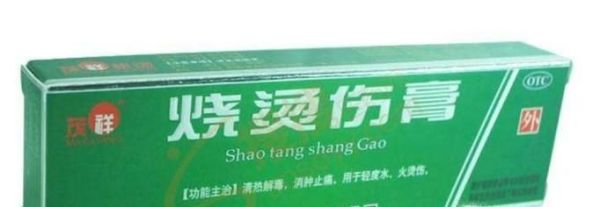 茂祥
烧烫伤膏
OTC
外
Shao tang shang Gao
【功能主治】清热解毒，消肿止痛，用于轻度水、火烫伤，